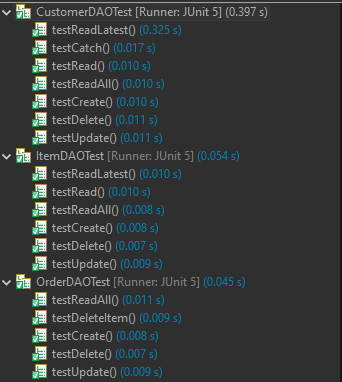 CustomerDAOTest [Runner: JUnit 5] (0.397 s)
testReadLatest() (0.325 s)
testCatch() (0.017 s)
testRead() (0.010 s)
testReadAll() (0.010 s)
testCreate() (0.010 s)
testDelete() (0.011 s)
testUpdate() (0.011 s)
ItemDAOTest [Runner: JUnit 5] (0.054 s)
testReadLatest() (0.010 s)
testRead() (0.010 s)
testReadAll() (0.008 s)
testCreate() (0.008 s)
testDelete() (0.007 s)
testUpdate() (0.009 s)
OrderDAOTest [Runner: JUnit 5] (0.045 s)
testReadAll() (0.011 s)
testDeleteItem() (0.009 s)
testCreate() (0.008 s)
testDelete() (0.007 s)
testUpdate() (0.009 s)